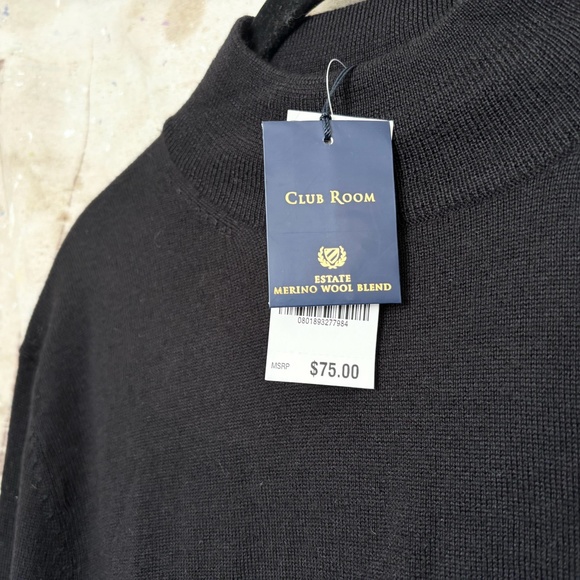 CLUB ROOM
ESTATE
MERINO WOOL BLEND
0801893277984
MSRP $75.00